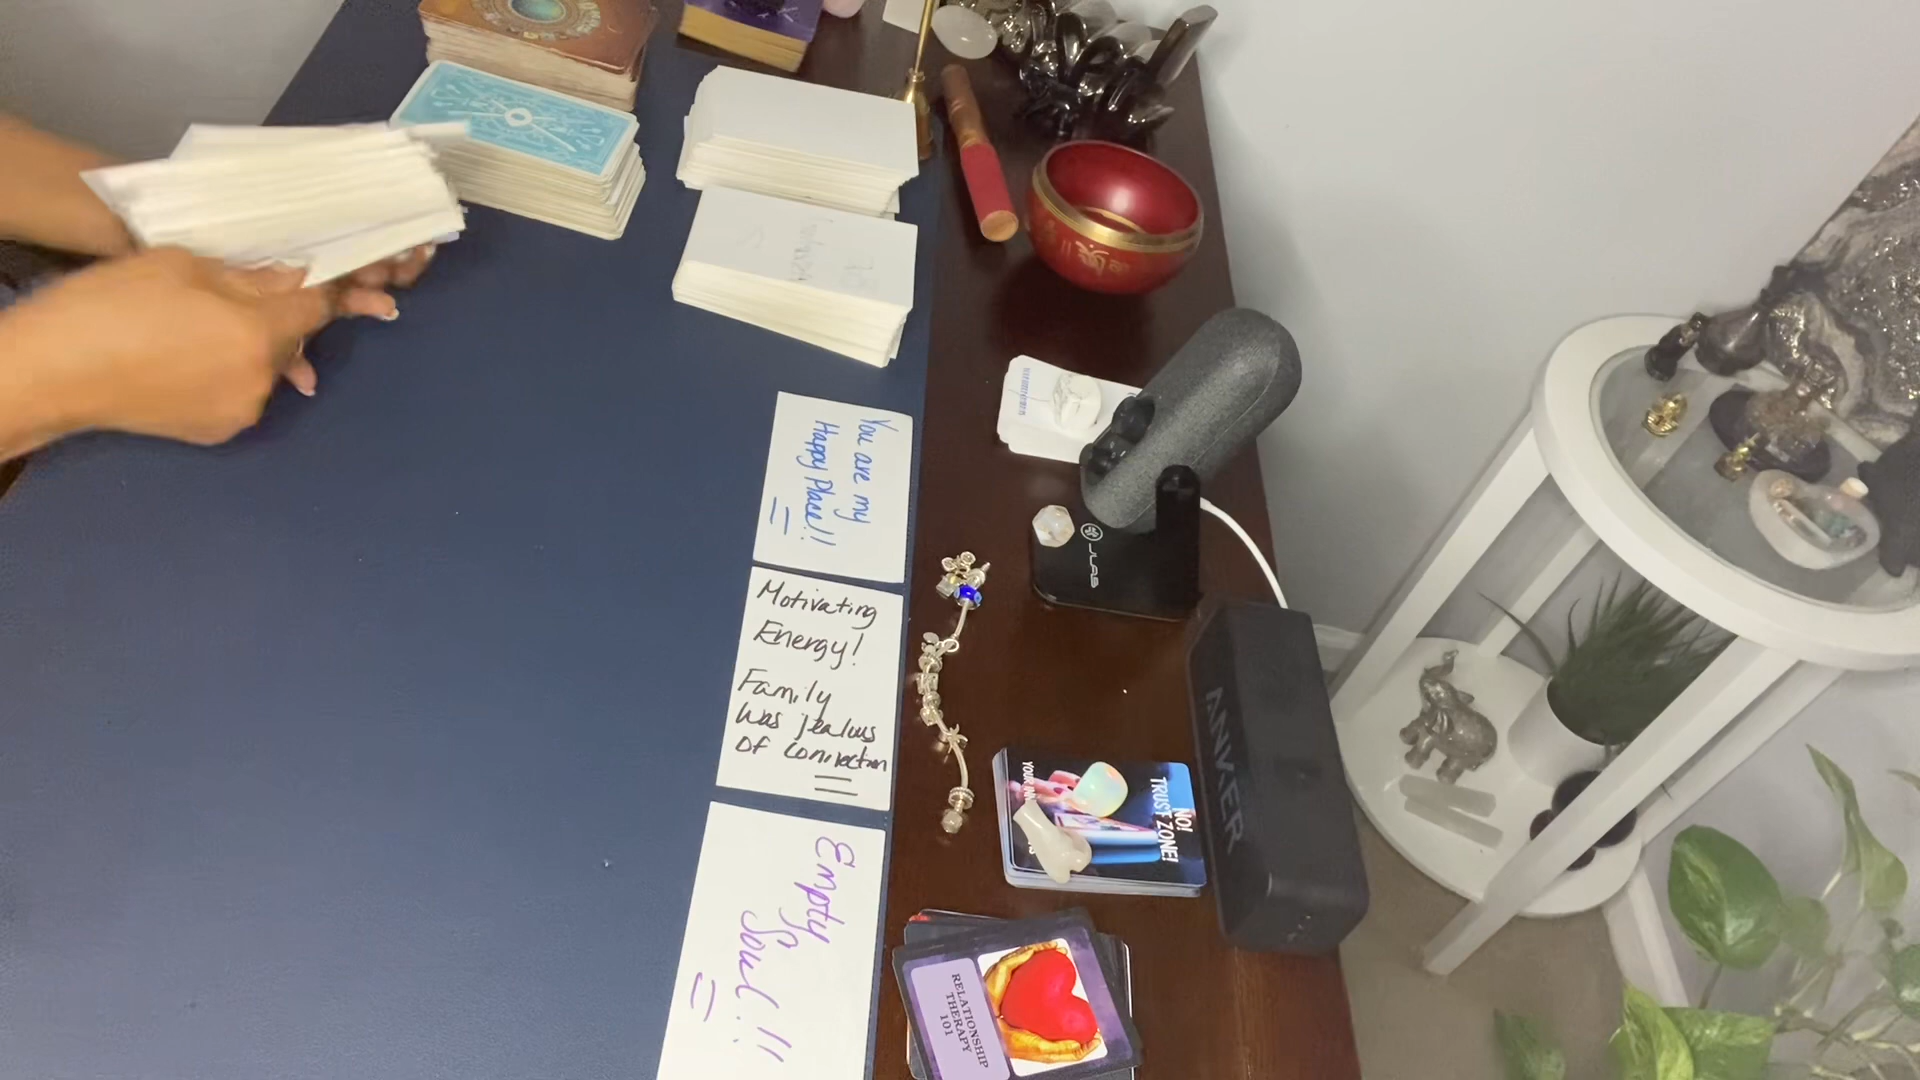 You are my
Happy Place!!
Motivating
Energy!
Family
was jealous
of connection
Empty
Soul!!
JLAB
ANKER
NO!
TRUST ZONE!
RELATIONSHIP
THERAPY
101